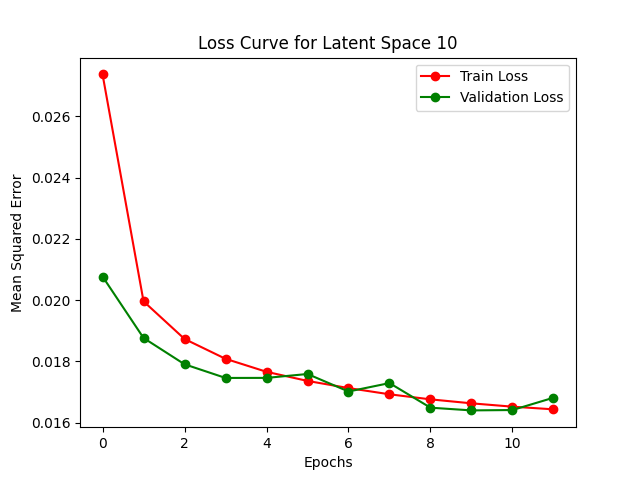 Loss Curve for Latent Space 10
Train Loss
Validation Loss
Mean Squared Error
0.026
0.024
0.022
0.020
0.018
0.016
0 2 4 6 8 10
Epochs